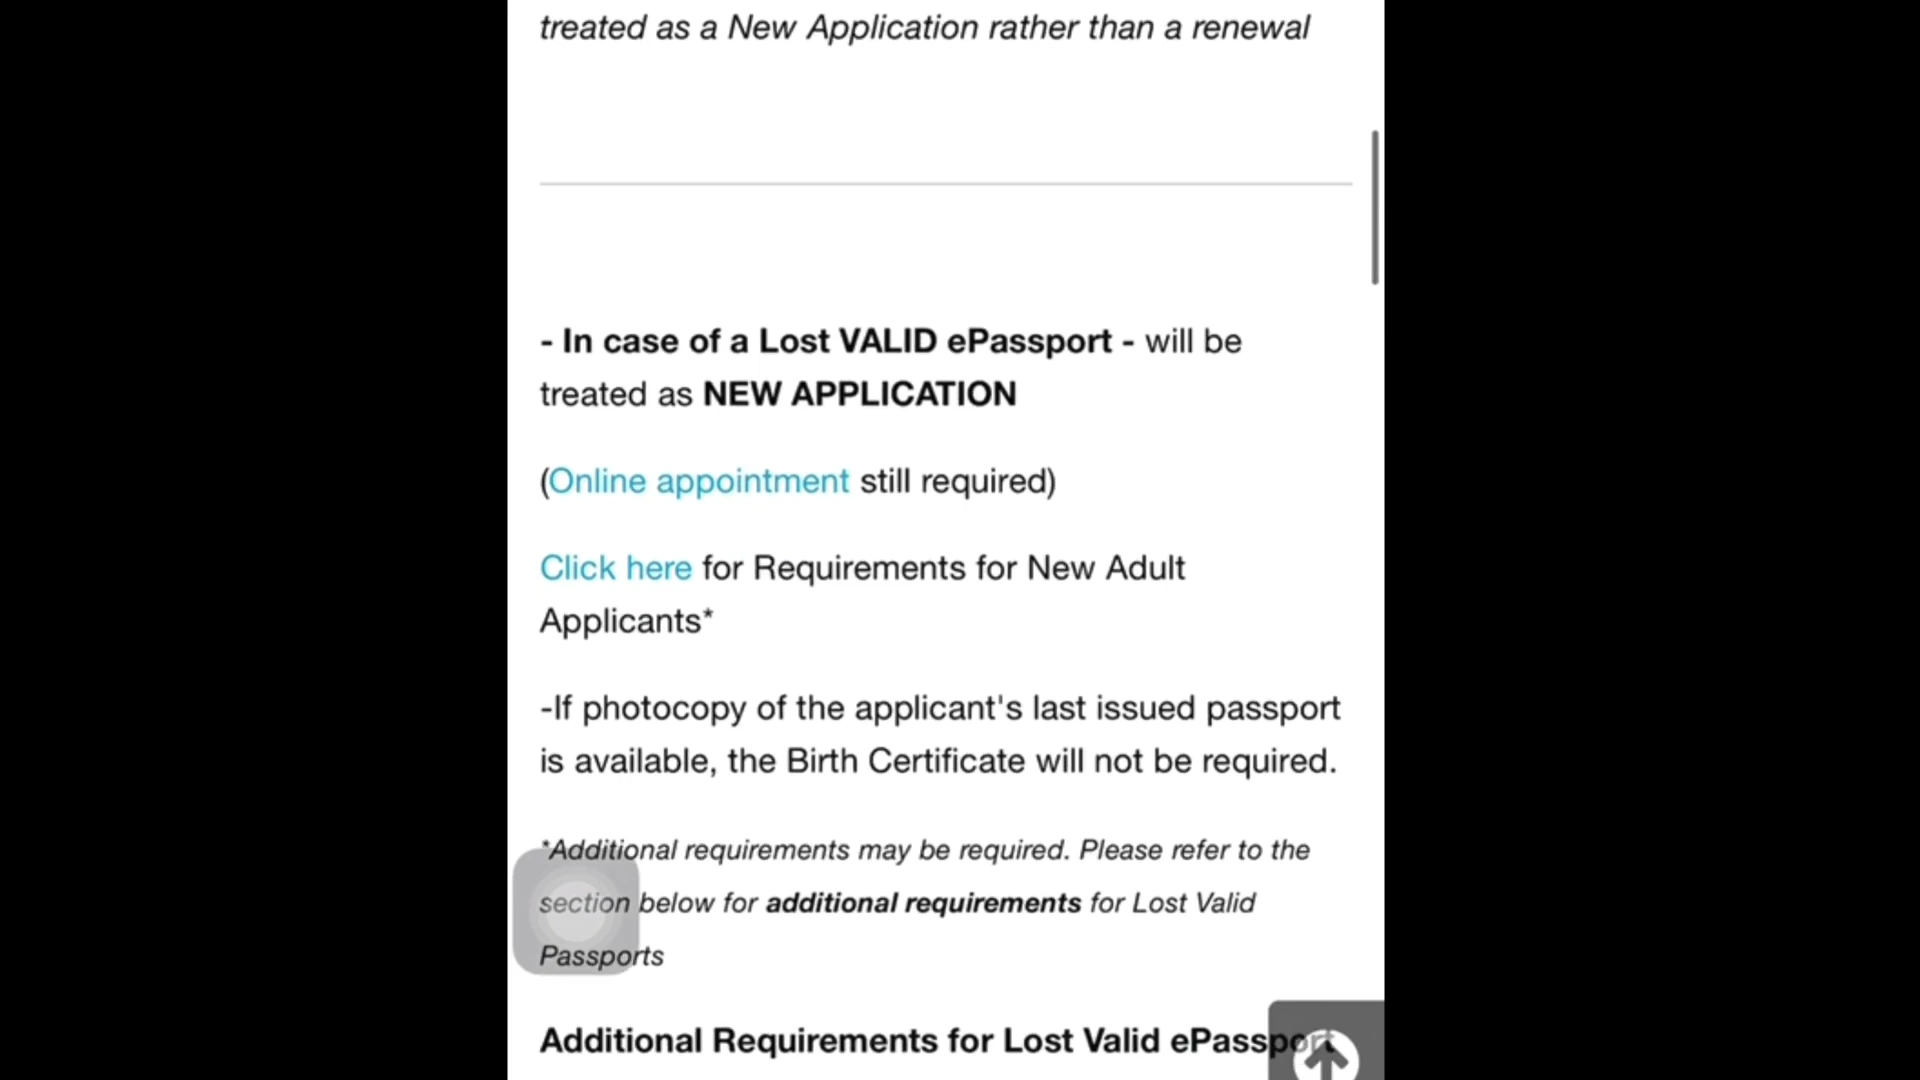 treated as a New Application rather than a renewal
- In case of a Lost VALID ePassport - will be
treated as NEW APPLICATION
(Online appointment still required)
Click here for Requirements for New Adult
Applicants*
-If photocopy of the applicant's last issued passport
is available, the Birth Certificate will not be required.
*Additional requirements may be required. Please refer to the
section below for additional requirements for Lost Valid
Passports
Additional Requirements for Lost Valid ePassport